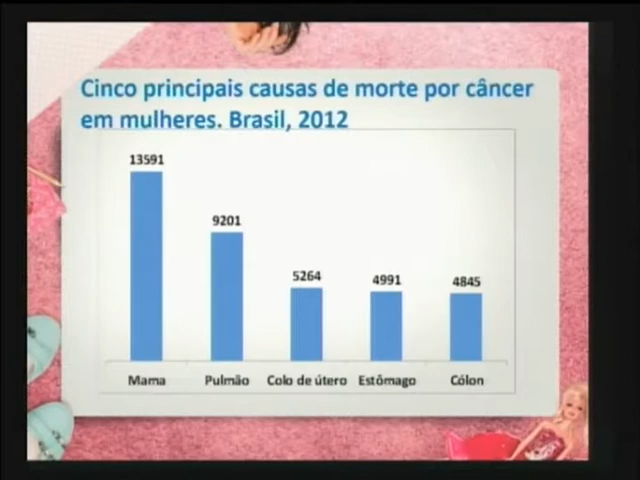 Cinco principais causas de morte por câncer
em mulheres. Brasil, 2012
13591
9201
5264
4991
4845
Mama
Pulmão
Colo de útero
Estômago
Cólon